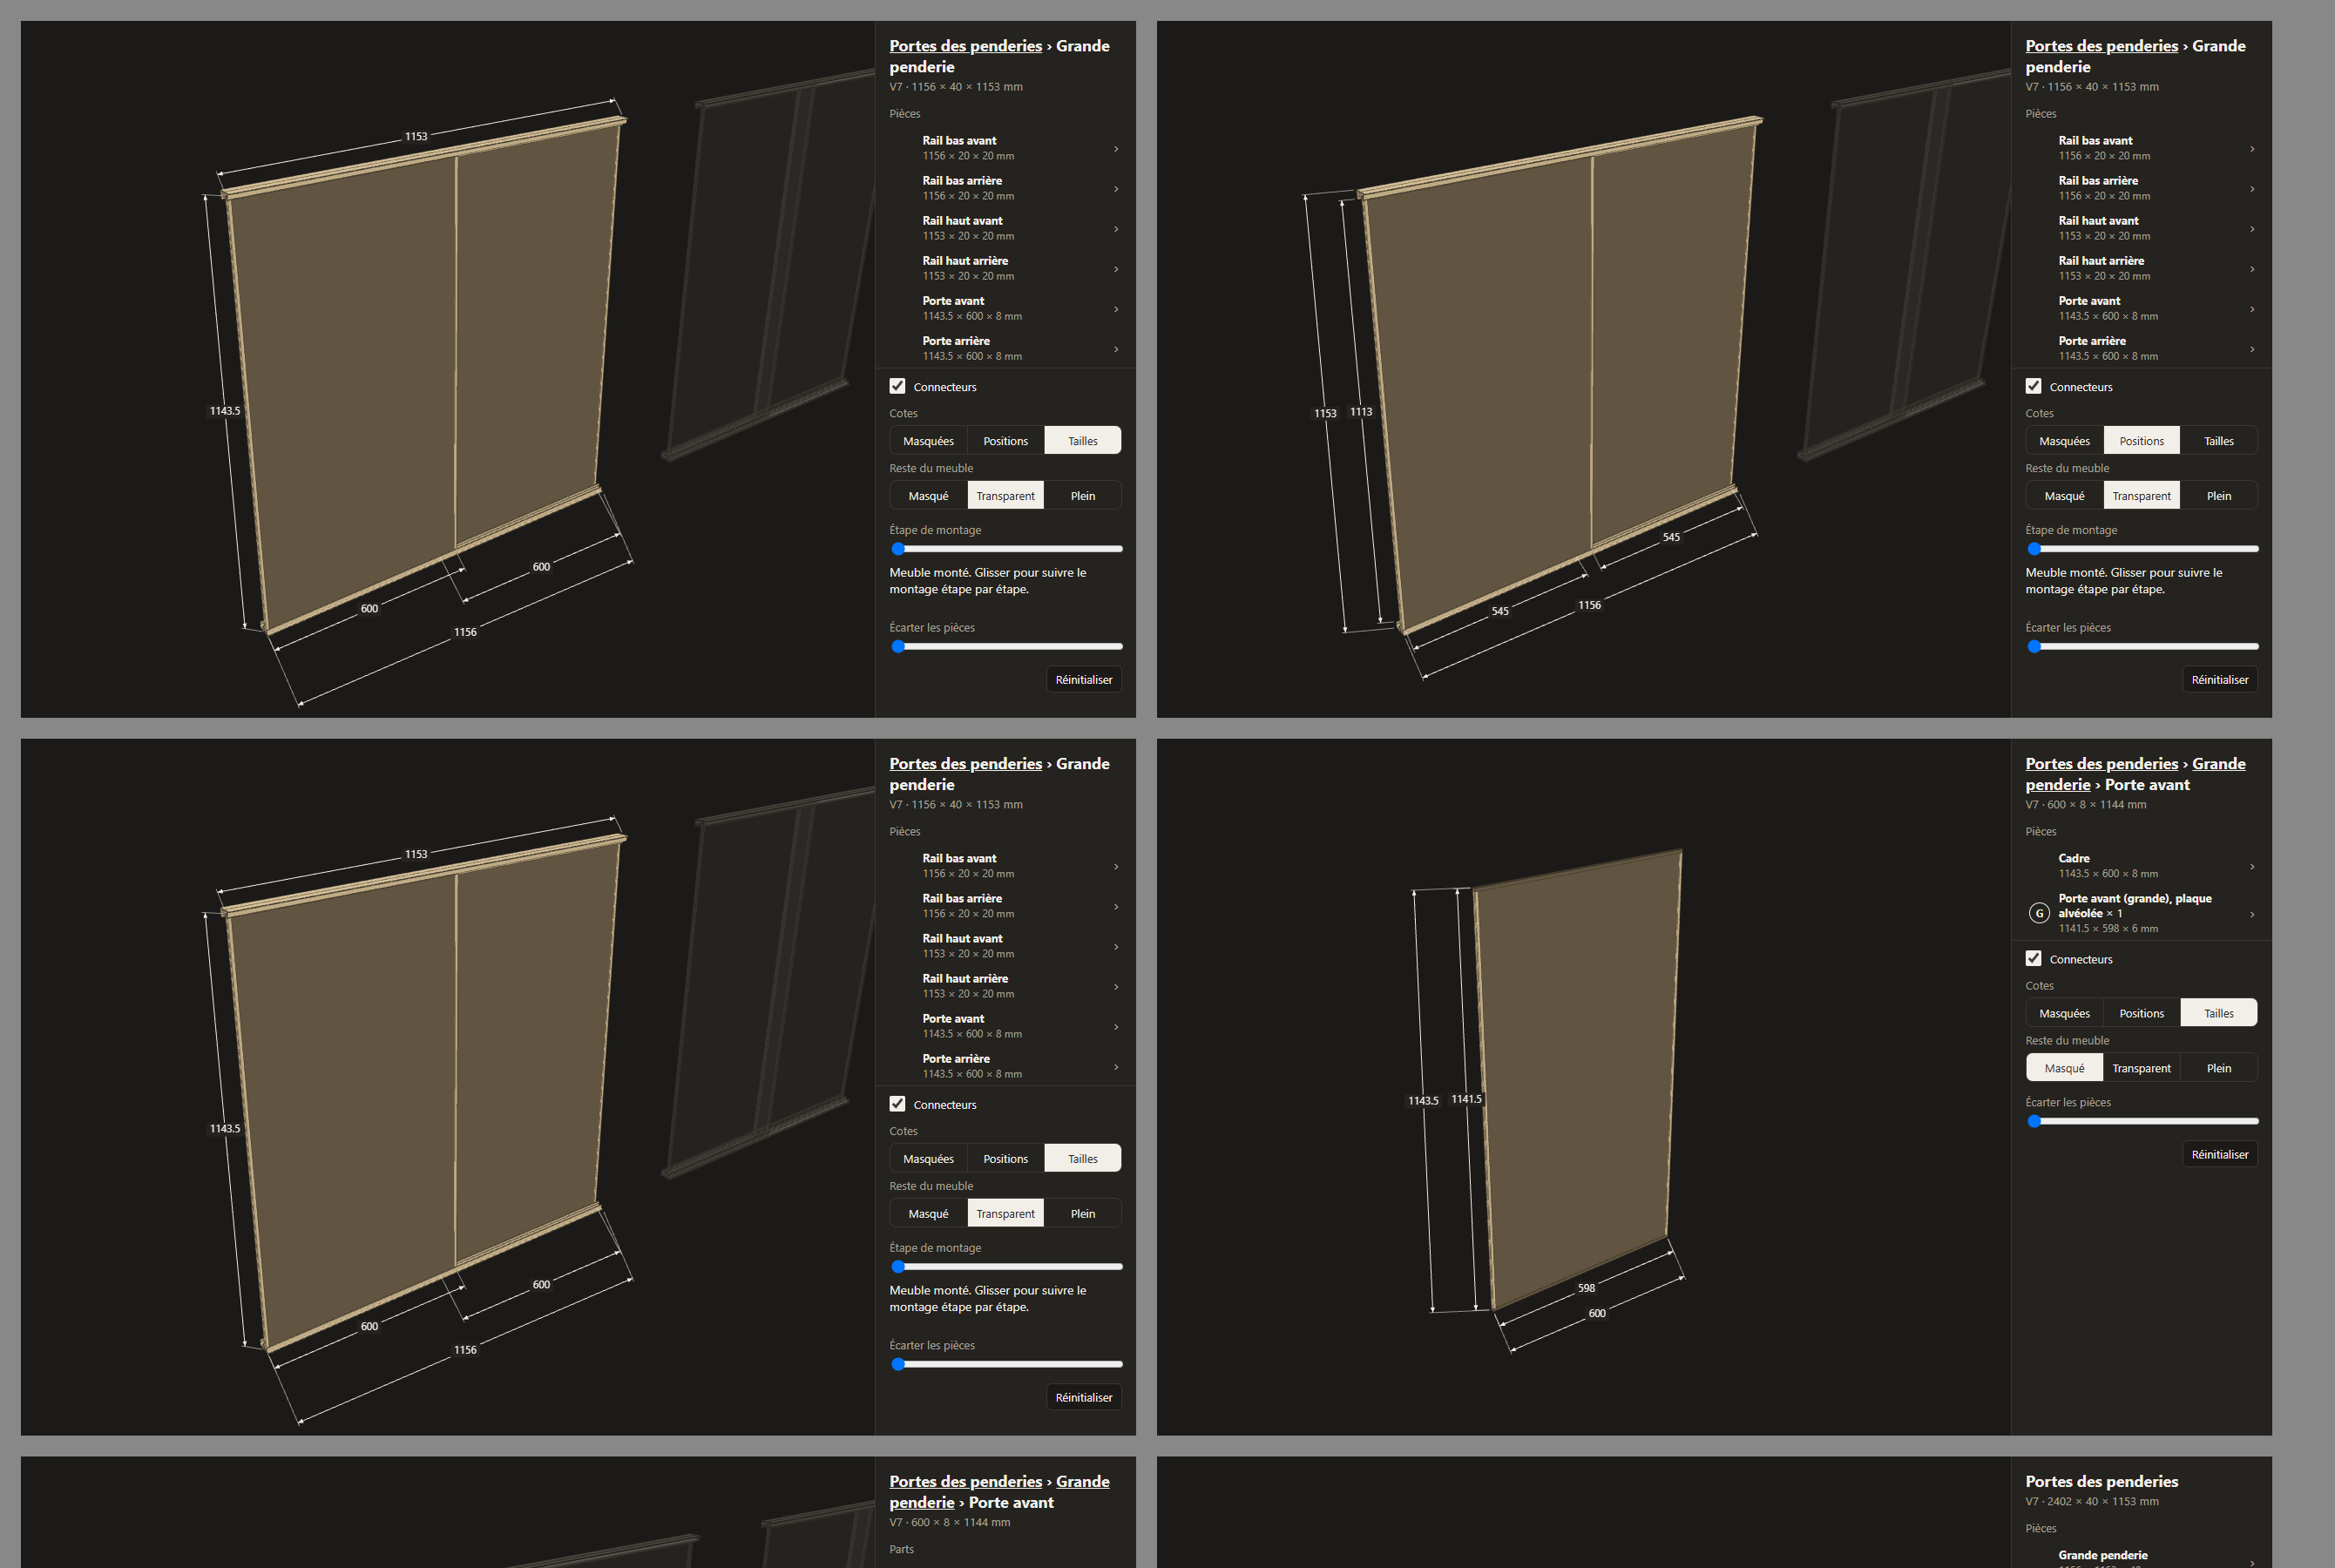 Portes des penderies › Grande
penderie
V7 · 1156 × 40 × 1153 mm
Pièces
Rail bas avant
1156 × 20 × 20 mm
Rail bas arrière
1156 × 20 × 20 mm
Rail haut avant
1153 × 20 × 20 mm
Rail haut arrière
1153 × 20 × 20 mm
Porte avant
1143.5 × 600 × 8 mm
Porte arrière
1143.5 × 600 × 8 mm
Connecteurs
Cotes
Masquées Positions Tailles
Reste du meuble
Masqué Transparent Plein
Étape de montage
Meuble monté. Glisser pour suivre le
montage étape par étape.
Écarter les pièces
Réinitialiser
1153
1143.5
600
600
1156
Portes des penderies › Grande
penderie
V7 · 1156 × 40 × 1153 mm
Pièces
Rail bas avant
1156 × 20 × 20 mm
Rail bas arrière
1156 × 20 × 20 mm
Rail haut avant
1153 × 20 × 20 mm
Rail haut arrière
1153 × 20 × 20 mm
Porte avant
1143.5 × 600 × 8 mm
Porte arrière
1143.5 × 600 × 8 mm
Connecteurs
Cotes
Masquées Positions Tailles
Reste du meuble
Masqué Transparent Plein
Étape de montage
Meuble monté. Glisser pour suivre le
montage étape par étape.
Écarter les pièces
Réinitialiser
1153 1113
545
545
1156
Portes des penderies › Grande
penderie
V7 · 1156 × 40 × 1153 mm
Pièces
Rail bas avant
1156 × 20 × 20 mm
Rail bas arrière
1156 × 20 × 20 mm
Rail haut avant
1153 × 20 × 20 mm
Rail haut arrière
1153 × 20 × 20 mm
Porte avant
1143.5 × 600 × 8 mm
Porte arrière
1143.5 × 600 × 8 mm
Connecteurs
Cotes
Masquées Positions Tailles
Reste du meuble
Masqué Transparent Plein
Étape de montage
Meuble monté. Glisser pour suivre le
montage étape par étape.
Écarter les pièces
Réinitialiser
1153
1143.5
600
600
1156
Portes des penderies › Grande
penderie › Porte avant
V7 · 600 × 8 × 1144 mm
Pièces
Cadre
1143.5 × 600 × 8 mm
G
Porte avant (grande), plaque
alvéolée × 1
1141.5 × 598 × 6 mm
Connecteurs
Cotes
Masquées Positions Tailles
Reste du meuble
Masqué Transparent Plein
Écarter les pièces
Réinitialiser
1143.5 1141.5
598
600
Portes des penderies › Grande
penderie › Porte avant
V7 · 600 × 8 × 1144 mm
Parts
Portes des penderies
V7 · 2402 × 40 × 1153 mm
Pièces
Grande penderie